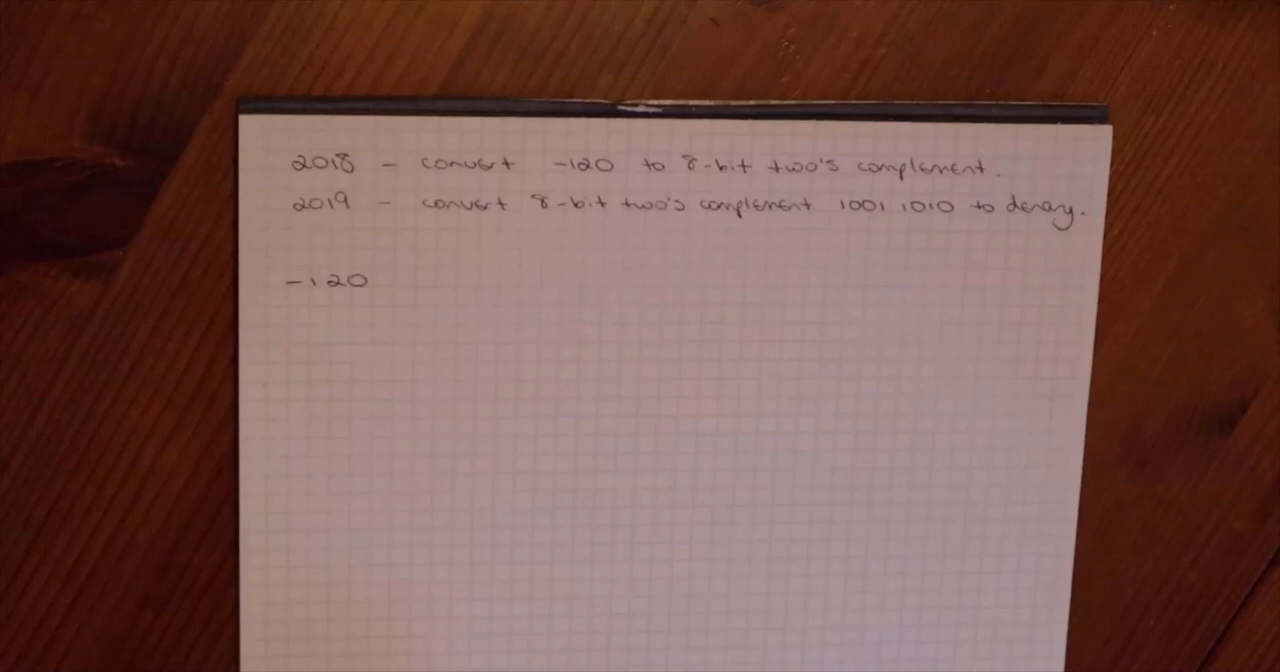 2018 - convert -120 to 8-bit two's complement.
2019 - convert 8-bit two's complement 1001 1010 to denary.
-120